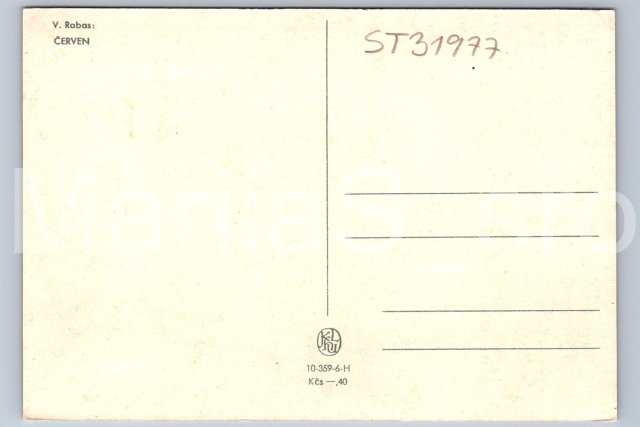 V. Rabas:
ČERVEN
ST31977
10-359-6-H
Kčs —,40